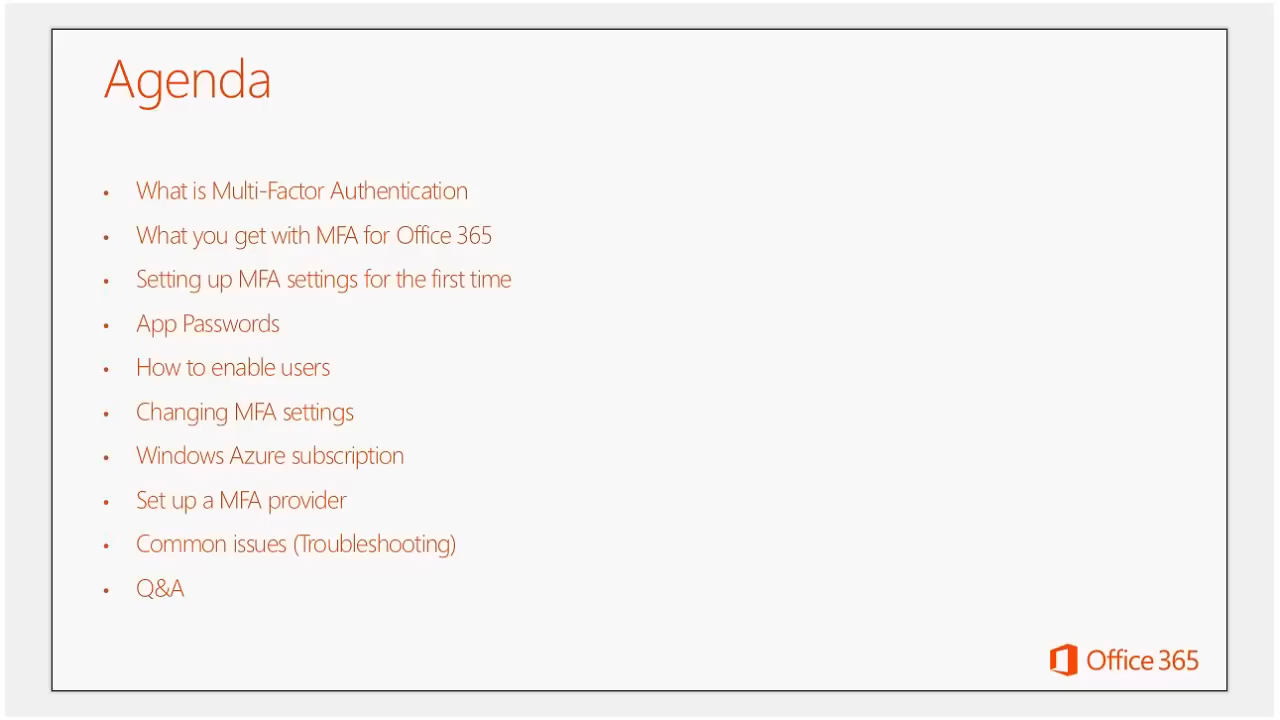 Agenda
• What is Multi-Factor Authentication
• What you get with MFA for Office 365
• Setting up MFA settings for the first time
• App Passwords
• How to enable users
• Changing MFA settings
• Windows Azure subscription
• Set up a MFA provider
• Common issues (Troubleshooting)
• Q&A
Office 365